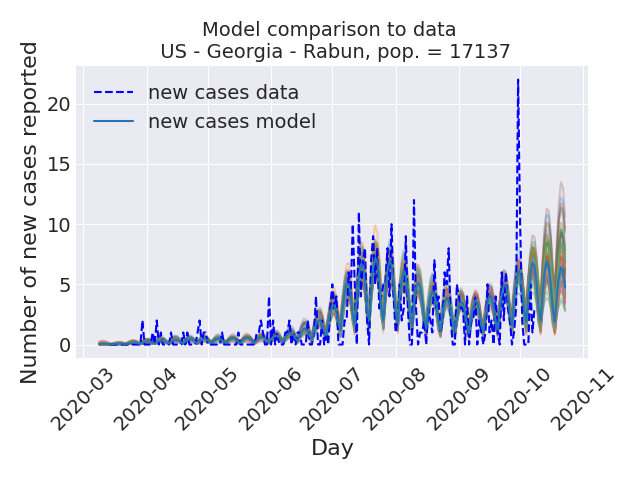 Model comparison to data
US - Georgia - Rabun, pop. = 17137
Number of new cases reported
new cases data
new cases model
20
15
10
5
0
2020-03
2020-04
2020-05
2020-06
2020-07
2020-08
2020-09
2020-10
2020-11
Day